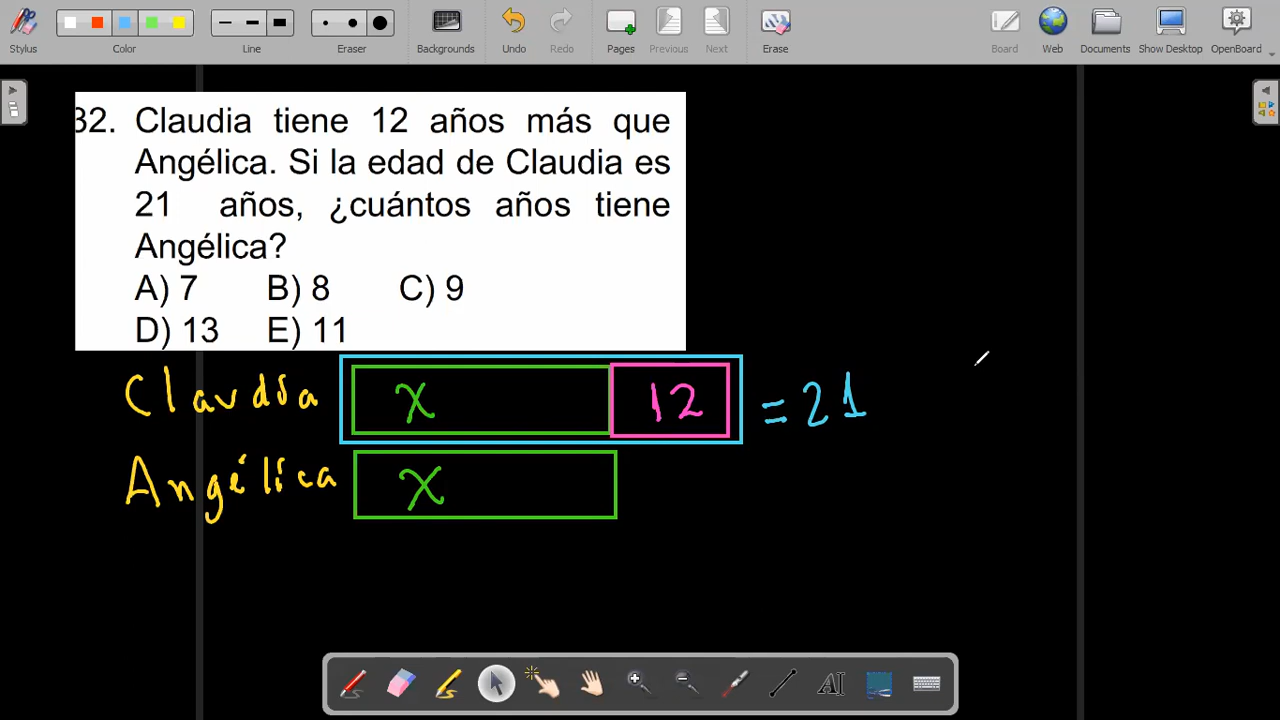 Stylus Color Line Eraser Backgrounds Undo Redo Pages Previous Next Erase Board Web Documents Show Desktop OpenBoard
32. Claudia tiene 12 años más que
Angélica. Si la edad de Claudia es
21 años, ¿cuántos años tiene
Angélica?
A) 7 B) 8 C) 9
D) 13 E) 11
Claudia x 12 = 21
Angélica x
AI